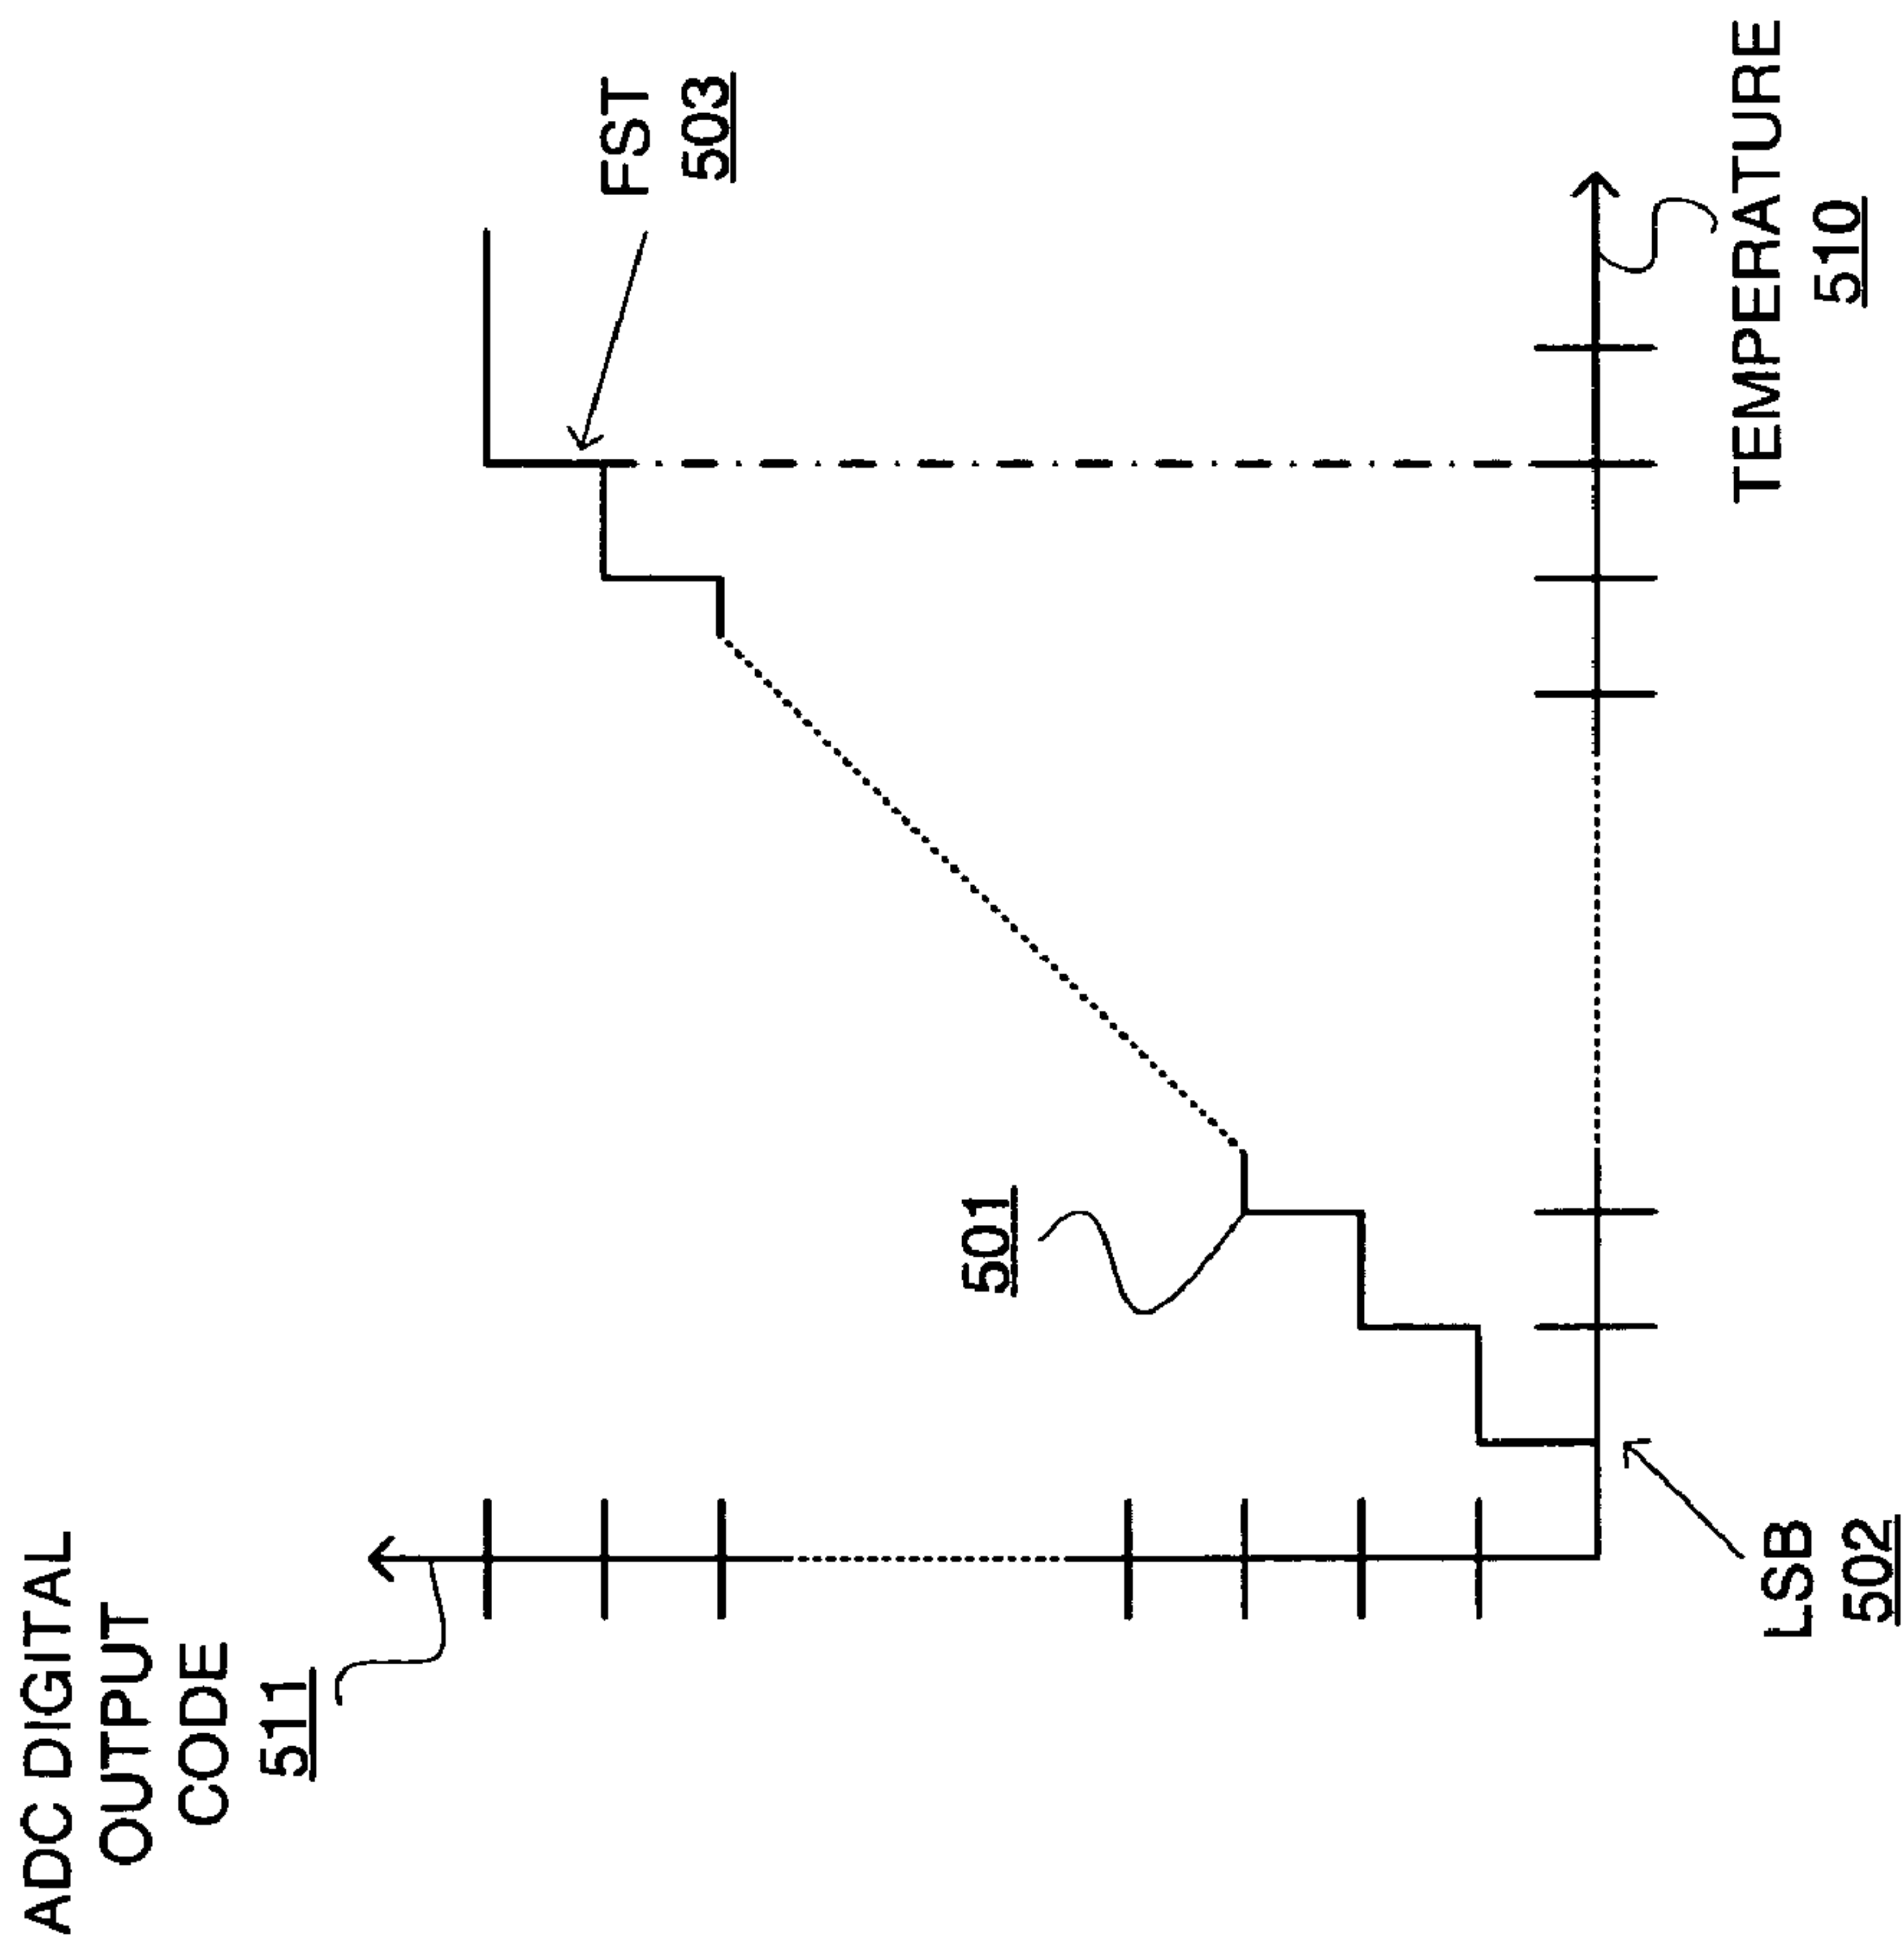 ADC DIGITAL
OUTPUT
CODE
511
FST
503
501
LSB
502
TEMPERATURE
510